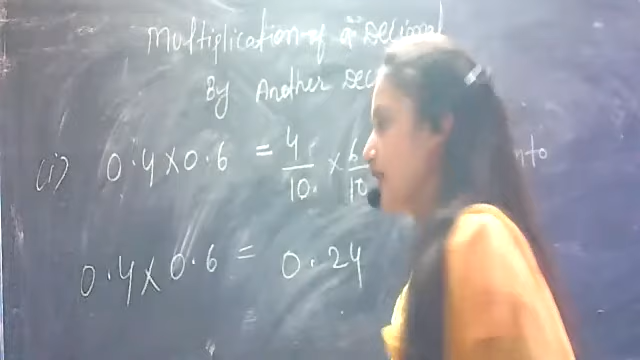 Multiplication of a Decimal
By Another Dec
(i) 0.4 × 0.6 = 4/10 × 6/10
0.4 × 0.6 = 0.24